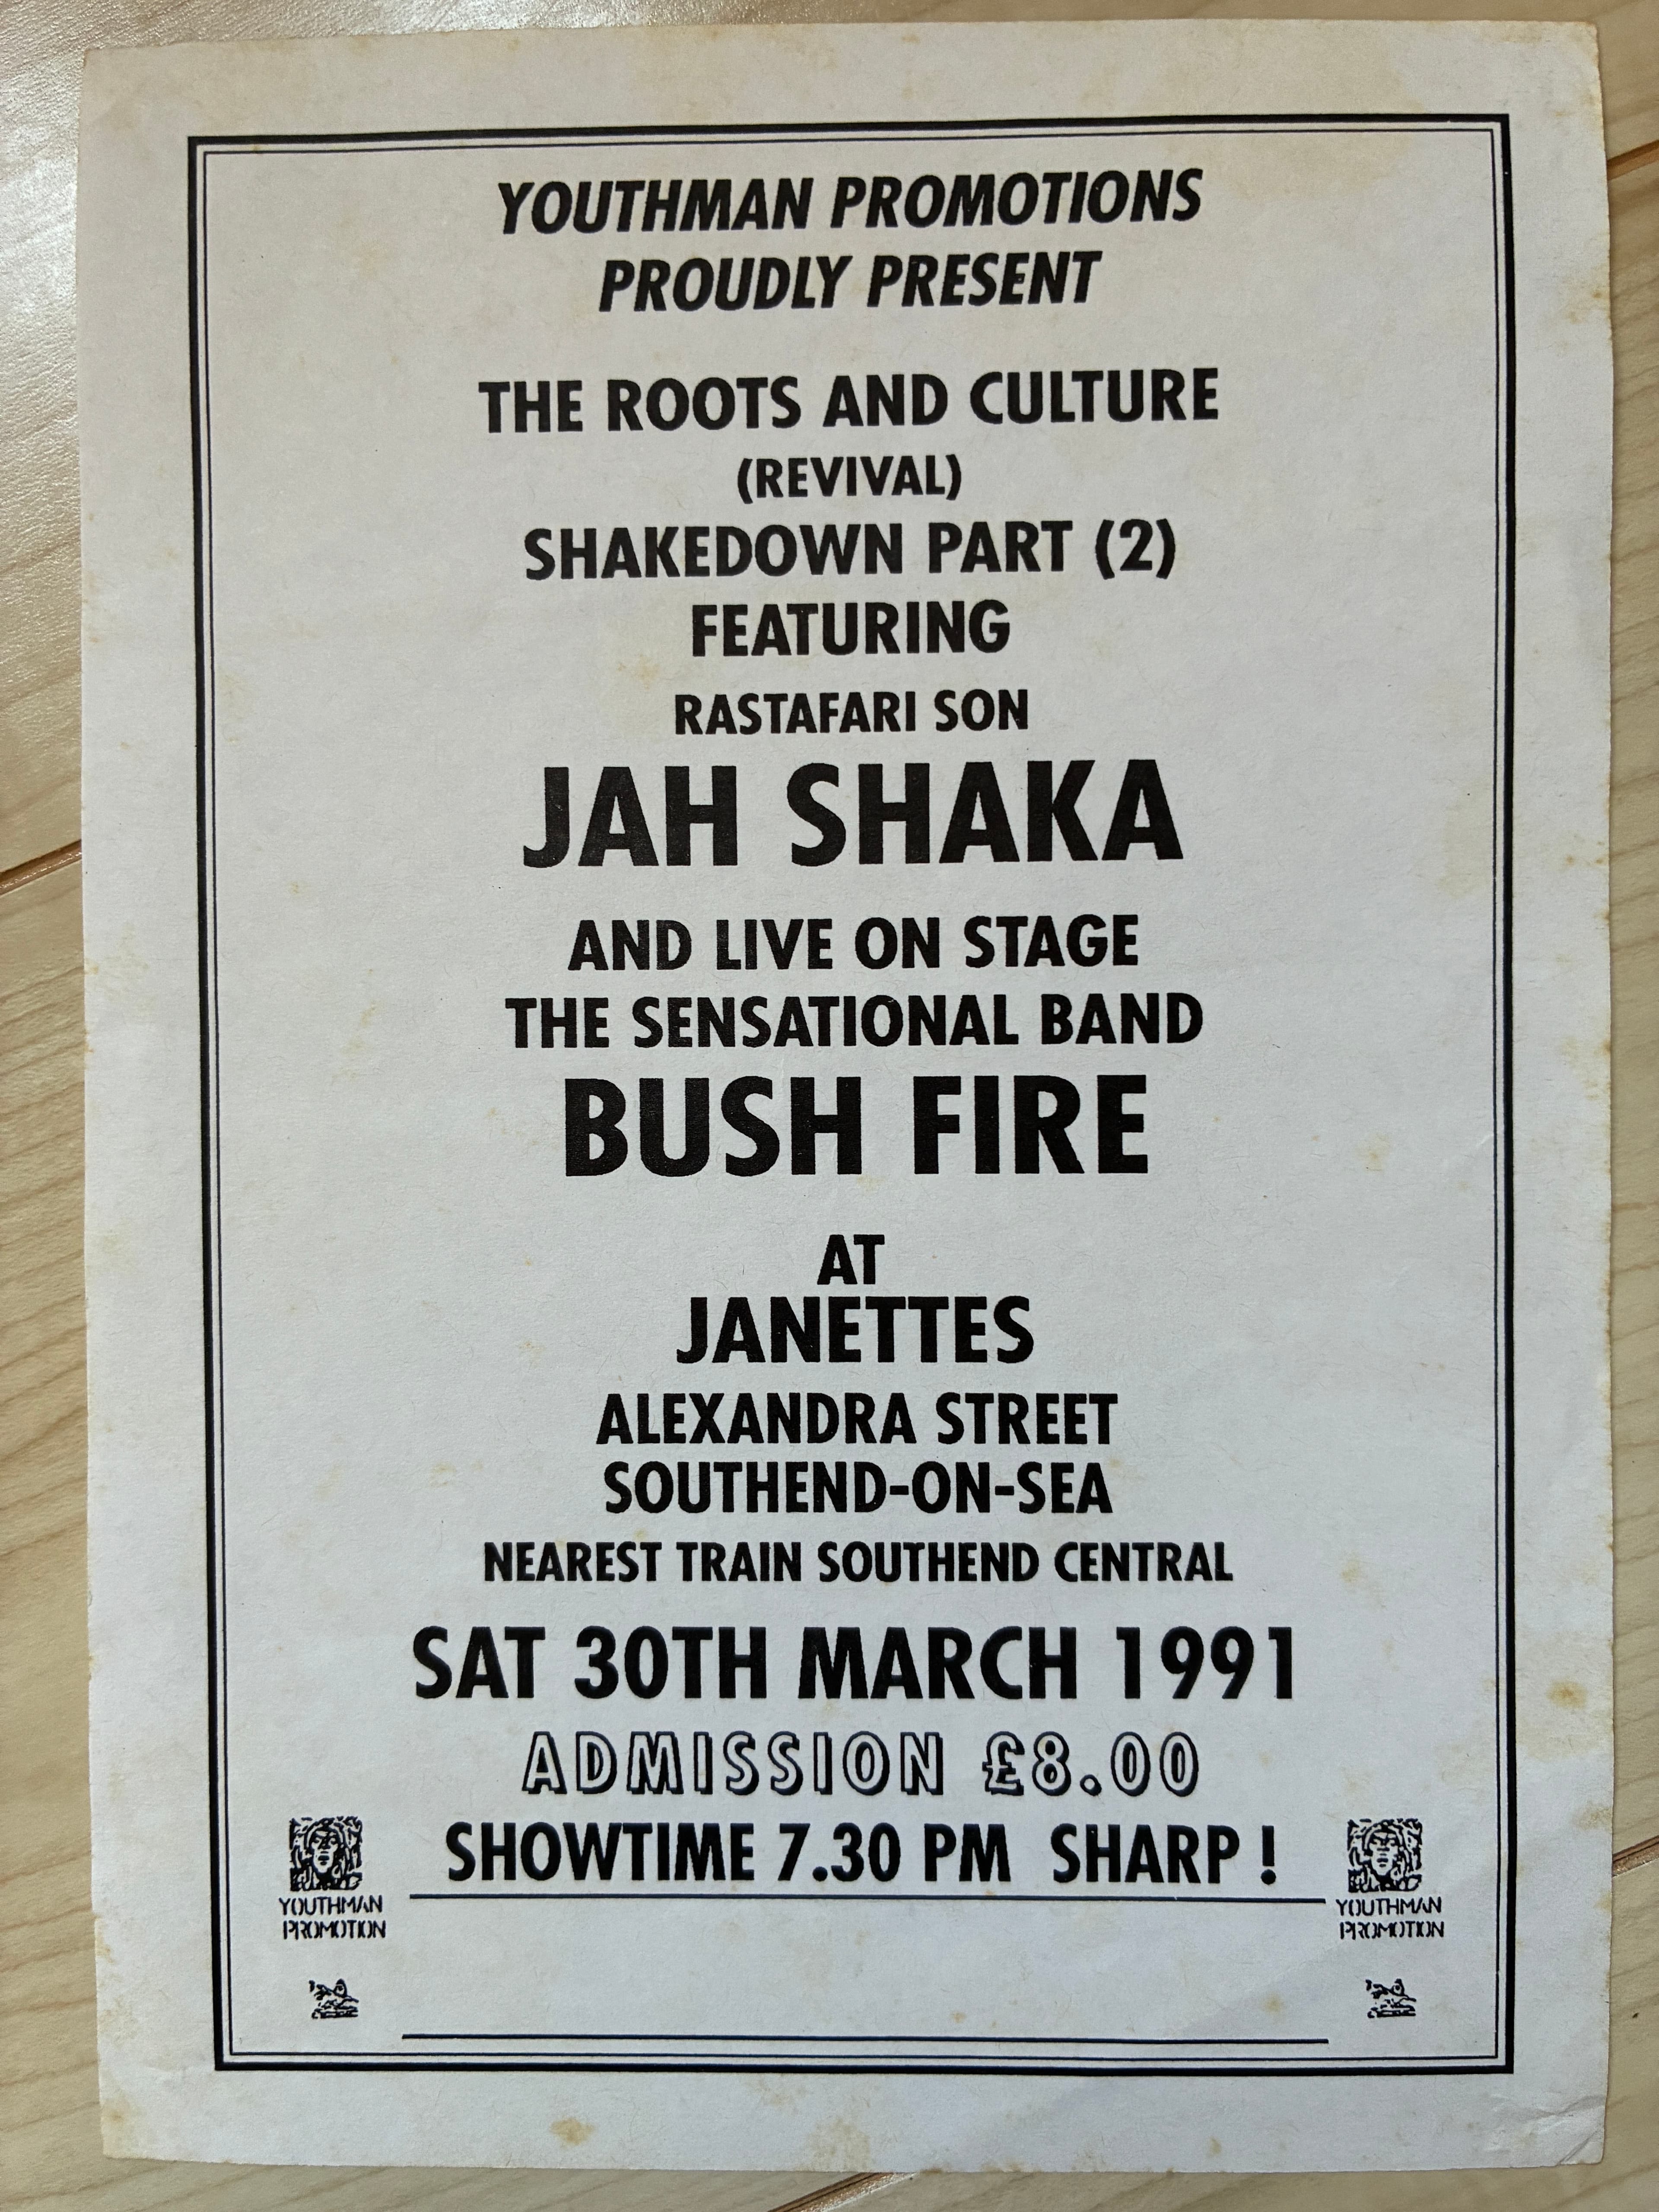 YOUTHMAN PROMOTIONS
PROUDLY PRESENT
THE ROOTS AND CULTURE
(REVIVAL)
SHAKEDOWN PART (2)
FEATURING
RASTAFARI SON
JAH SHAKA
AND LIVE ON STAGE
THE SENSATIONAL BAND
BUSH FIRE
AT
JANETTES
ALEXANDRA STREET
SOUTHEND-ON-SEA
NEAREST TRAIN SOUTHEND CENTRAL
SAT 30TH MARCH 1991
ADMISSION £8.00
SHOWTIME 7.30 PM SHARP !
YOUTHMAN
PROMOTION
YOUTHMAN
PROMOTION